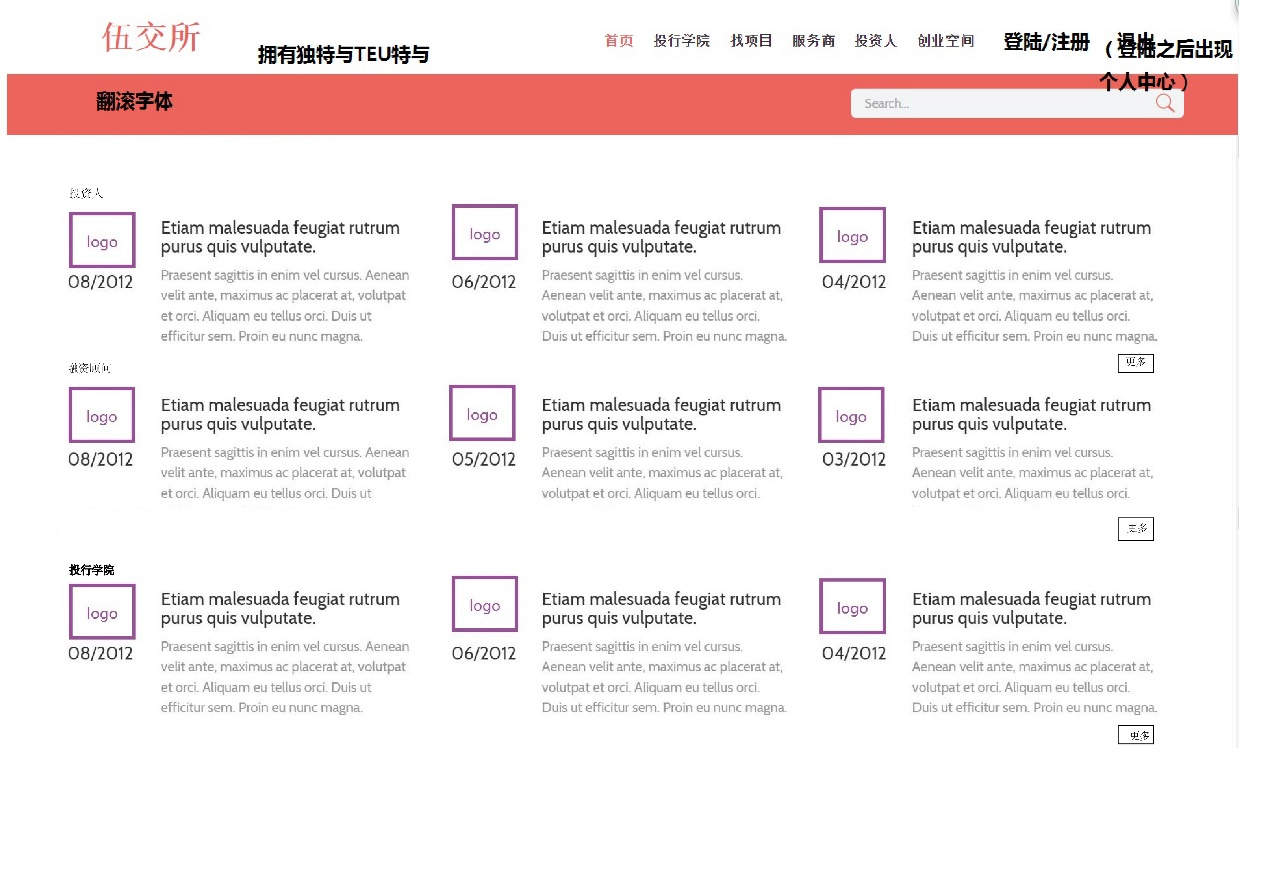 伍交所
拥有独特与TEU特与
首页 投行学院 找项目 服务商 投资人 创业空间 登陆/注册 退出
（登陆之后出现
个人中心）
翻滚字体
Search...
投资人
logo
08/2012
Etiam malesuada feugiat rutrum
purus quis vulputate.
Praesent sagittis in enim vel cursus. Aenean
velit ante, maximus ac placerat at, volutpat
et orci. Aliquam eu tellus orci. Duis ut
efficitur sem. Proin eu nunc magna.
logo
06/2012
Etiam malesuada feugiat rutrum
purus quis vulputate.
Praesent sagittis in enim vel cursus.
Aenean velit ante, maximus ac placerat at,
volutpat et orci. Aliquam eu tellus orci.
Duis ut efficitur sem. Proin eu nunc magna.
logo
04/2012
Etiam malesuada feugiat rutrum
purus quis vulputate.
Praesent sagittis in enim vel cursus.
Aenean velit ante, maximus ac placerat at,
volutpat et orci. Aliquam eu tellus orci.
Duis ut efficitur sem. Proin eu nunc magna.
更多
融资顾问
logo
08/2012
Etiam malesuada feugiat rutrum
purus quis vulputate.
Praesent sagittis in enim vel cursus. Aenean
velit ante, maximus ac placerat at, volutpat
et orci. Aliquam eu tellus orci. Duis ut
logo
05/2012
Etiam malesuada feugiat rutrum
purus quis vulputate.
Praesent sagittis in enim vel cursus.
Aenean velit ante, maximus ac placerat at,
volutpat et orci. Aliquam eu tellus orci.
logo
03/2012
Etiam malesuada feugiat rutrum
purus quis vulputate.
Praesent sagittis in enim vel cursus.
Aenean velit ante, maximus ac placerat at,
volutpat et orci. Aliquam eu tellus orci.
更多
投行学院
logo
08/2012
Etiam malesuada feugiat rutrum
purus quis vulputate.
Praesent sagittis in enim vel cursus. Aenean
velit ante, maximus ac placerat at, volutpat
et orci. Aliquam eu tellus orci. Duis ut
efficitur sem. Proin eu nunc magna.
logo
06/2012
Etiam malesuada feugiat rutrum
purus quis vulputate.
Praesent sagittis in enim vel cursus.
Aenean velit ante, maximus ac placerat at,
volutpat et orci. Aliquam eu tellus orci.
Duis ut efficitur sem. Proin eu nunc magna.
logo
04/2012
Etiam malesuada feugiat rutrum
purus quis vulputate.
Praesent sagittis in enim vel cursus.
Aenean velit ante, maximus ac placerat at,
volutpat et orci. Aliquam eu tellus orci.
Duis ut efficitur sem. Proin eu nunc magna.
更多